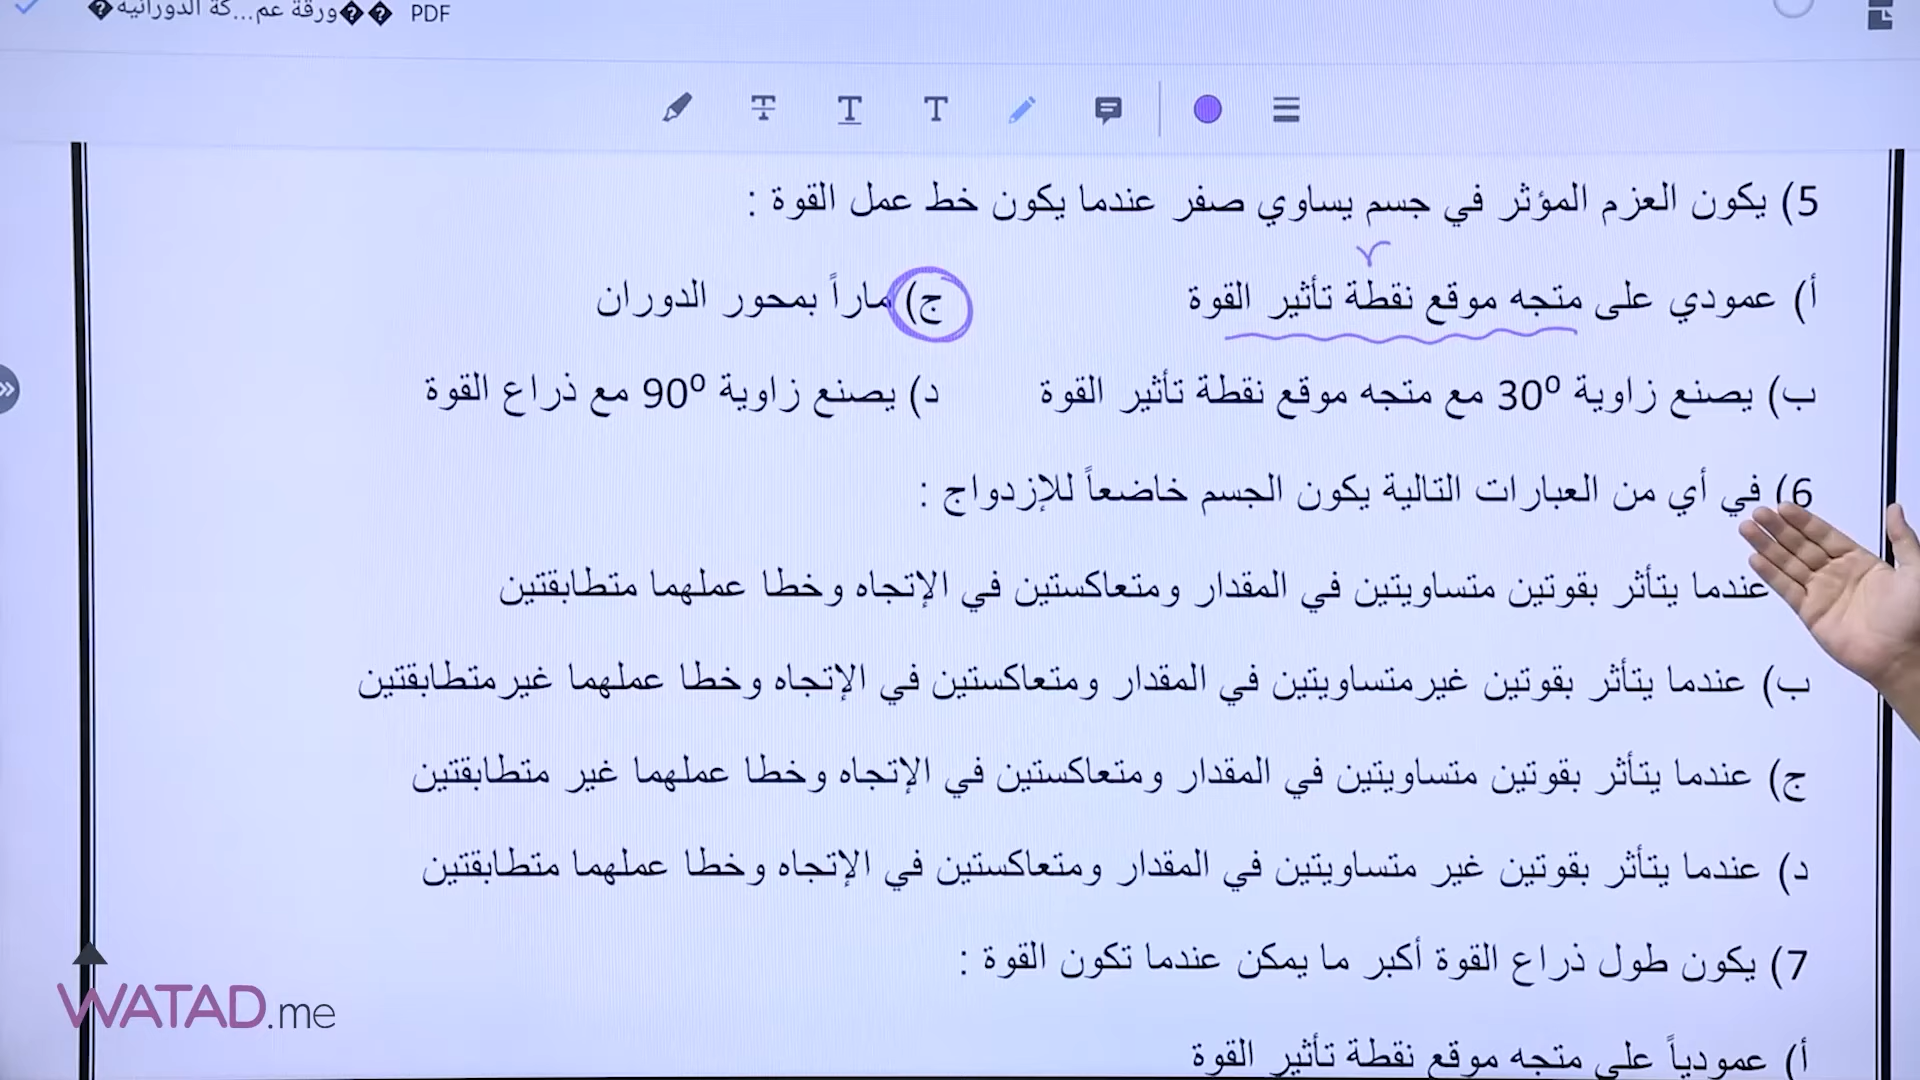 ورقة عم...كة الدورانية PDF
5) يكون العزم المؤثر في جسم يساوي صفر عندما يكون خط عمل القوة :
r
أ) عمودي على متجه موقع نقطة تأثير القوة ج) ماراً بمحور الدوران
ب) يصنع زاوية 30º مع متجه موقع نقطة تأثير القوة د) يصنع زاوية 90º مع ذراع القوة
6) في أي من العبارات التالية يكون الجسم خاضعاً للإزدواج :
عندما يتأثر بقوتين متساويتين في المقدار ومتعاكستين في الإتجاه وخطا عملهما متطابقتين
ب) عندما يتأثر بقوتين غيرمتساويتين في المقدار ومتعاكستين في الإتجاه وخطا عملهما غيرمتطابقتين
ج) عندما يتأثر بقوتين متساويتين في المقدار ومتعاكستين في الإتجاه وخطا عملهما غير متطابقتين
د) عندما يتأثر بقوتين غير متساويتين في المقدار ومتعاكستين في الإتجاه وخطا عملهما متطابقتين
7) يكون طول ذراع القوة أكبر ما يمكن عندما تكون القوة :
أ) عمودياً على متجه موقع نقطة تأثير القوة
WATAD.me